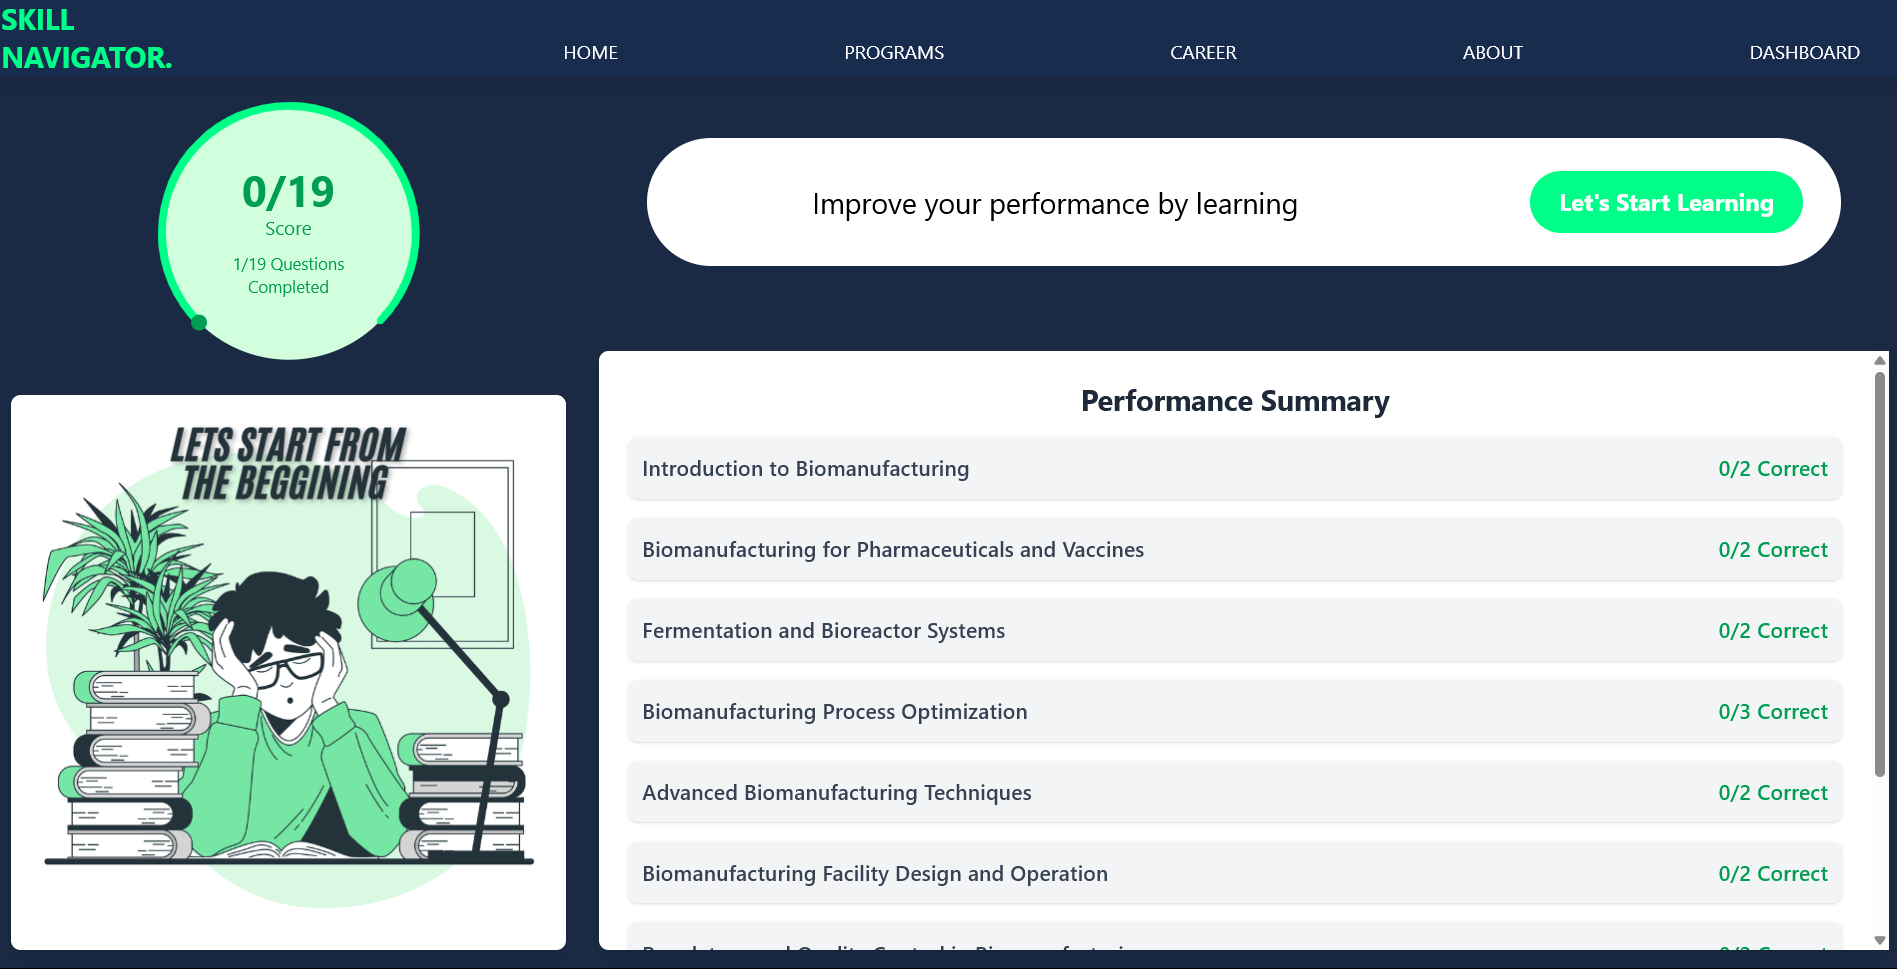 SKILL
NAVIGATOR.
HOME
PROGRAMS
CAREER
ABOUT
DASHBOARD
0/19
Score
1/19 Questions
Completed
Improve your performance by learning
Let's Start Learning
LETS START FROM
THE BEGGINING
Performance Summary
Introduction to Biomanufacturing
0/2 Correct
Biomanufacturing for Pharmaceuticals and Vaccines
0/2 Correct
Fermentation and Bioreactor Systems
0/2 Correct
Biomanufacturing Process Optimization
0/3 Correct
Advanced Biomanufacturing Techniques
0/2 Correct
Biomanufacturing Facility Design and Operation
0/2 Correct